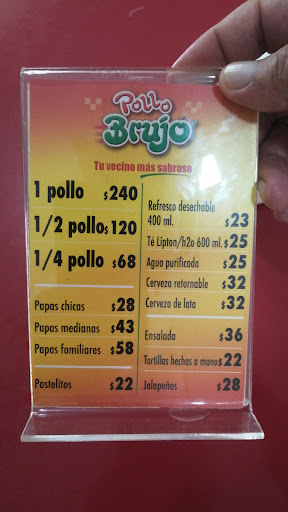 Pollo
Brujo
Tu vecino más sabroso
1 pollo $240
1/2 pollo $120
1/4 pollo $68
Papas chicas $28
Papas medianas $43
Papas familiares $58
Pastelitos $22
Refresco desechable
400 ml. $23
Té Lipton/h2o 600 ml. $25
Agua purificada $25
Cerveza retornable $32
Cerveza de lata $32
Ensalada $36
Tortillas hechas a mano $22
Jalapeños $28